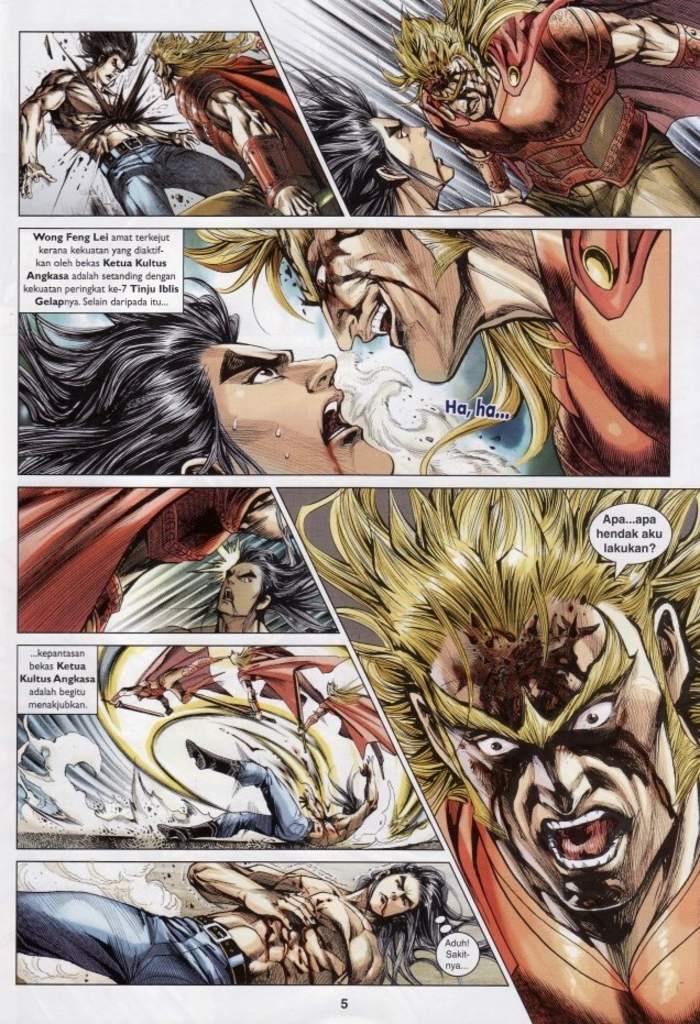 Wong Feng Lei amat terkejut
kerana kekuatan yang diaktif-
kan oleh bekas Ketua Kultus
Angkasa adalah setanding dengan
kekuatan peringkat ke-7 Tinju Iblis
Gelapnya. Selain daripada itu...
Ha, ha...
Apa...apa
hendak aku
lakukan?
...kepantasan
bekas Ketua
Kultus Angkasa
adalah begitu
menakjubkan.
Aduh!
Sakit-
nya...
5